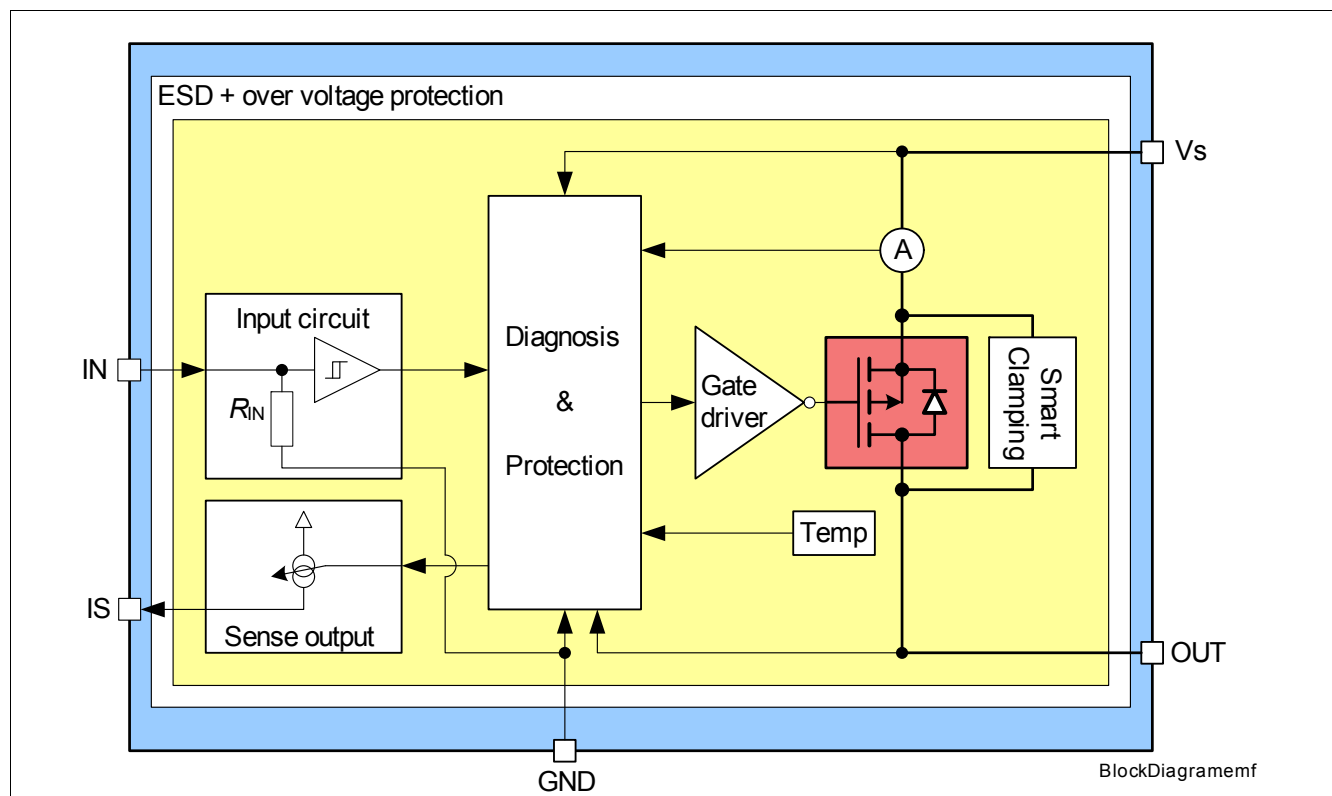 ESD + over voltage protection
Vs
A
Input circuit
IN
R_IN
Diagnosis
&
Protection
Gate
driver
Smart
Clamping
Temp
IS
Sense output
OUT
GND
BlockDiagramemf